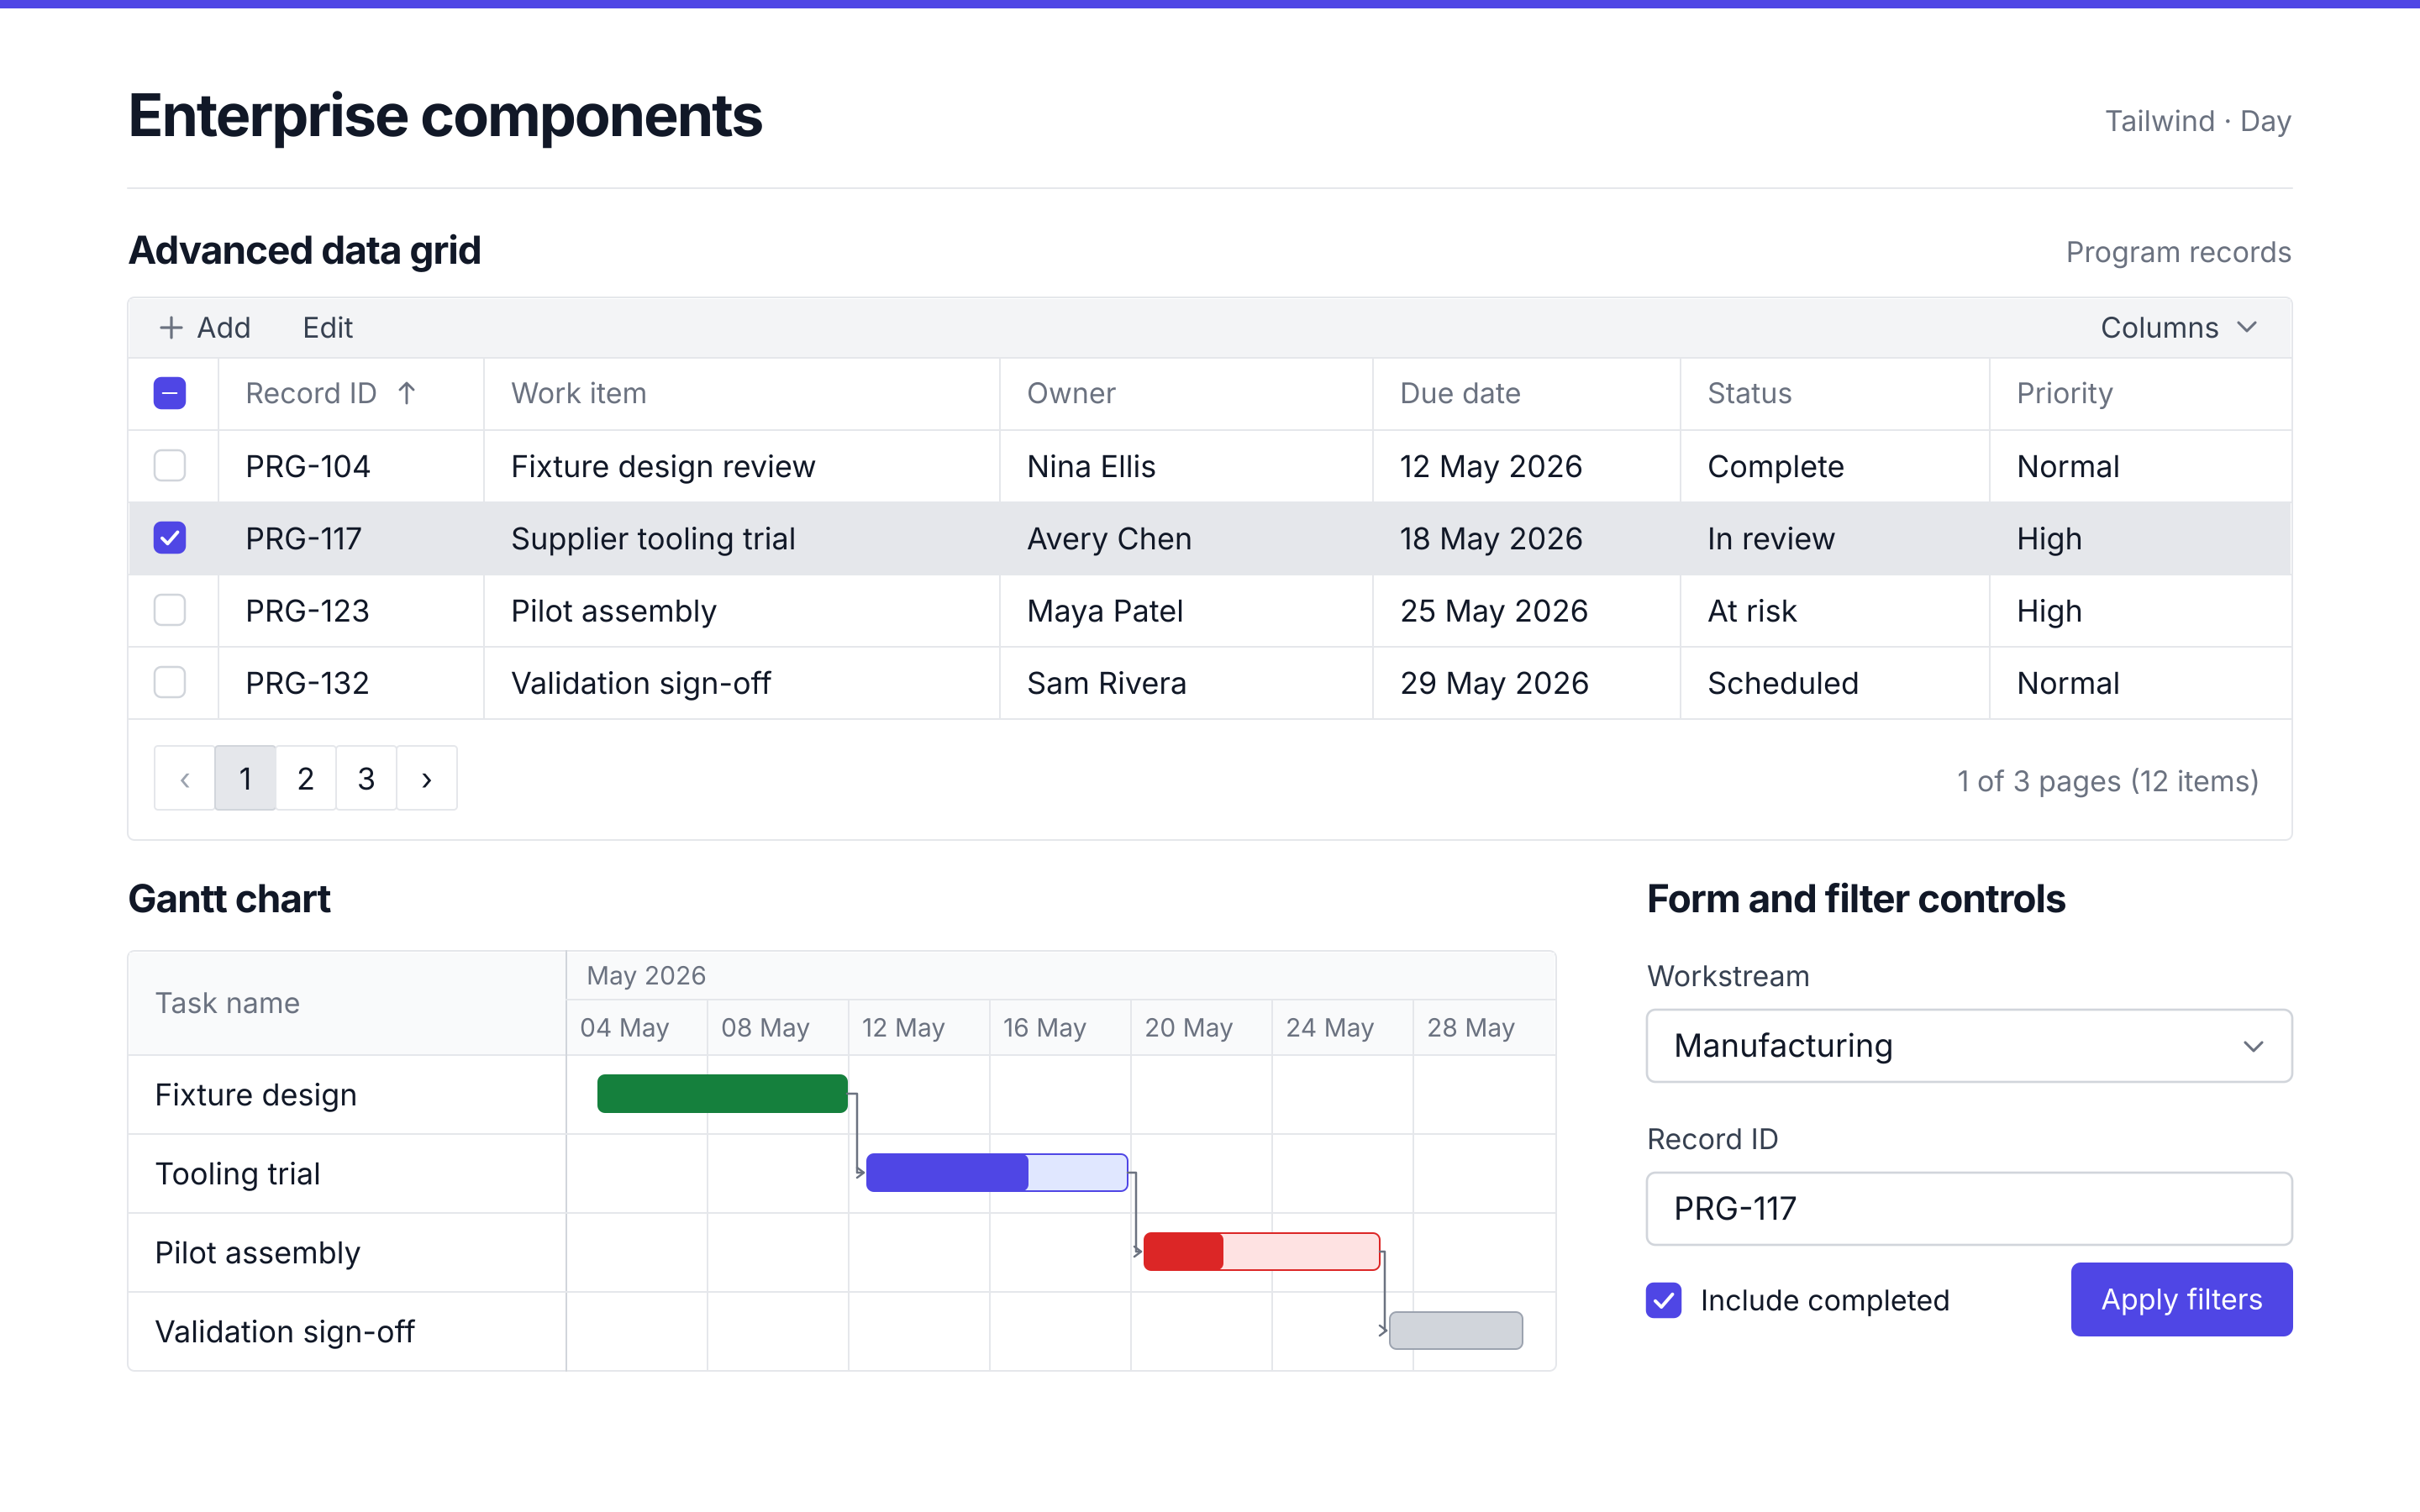 Enterprise components
Tailwind · Day
Advanced data grid
Program records
+ Add Edit Columns
Record ID ↑ Work item Owner Due date Status Priority
PRG-104 Fixture design review Nina Ellis 12 May 2026 Complete Normal
PRG-117 Supplier tooling trial Avery Chen 18 May 2026 In review High
PRG-123 Pilot assembly Maya Patel 25 May 2026 At risk High
PRG-132 Validation sign-off Sam Rivera 29 May 2026 Scheduled Normal
‹ 1 2 3 › 1 of 3 pages (12 items)
Gantt chart
Task name
May 2026
04 May 08 May 12 May 16 May 20 May 24 May 28 May
Fixture design
Tooling trial
Pilot assembly
Validation sign-off
Form and filter controls
Workstream
Manufacturing
Record ID
PRG-117
Include completed
Apply filters